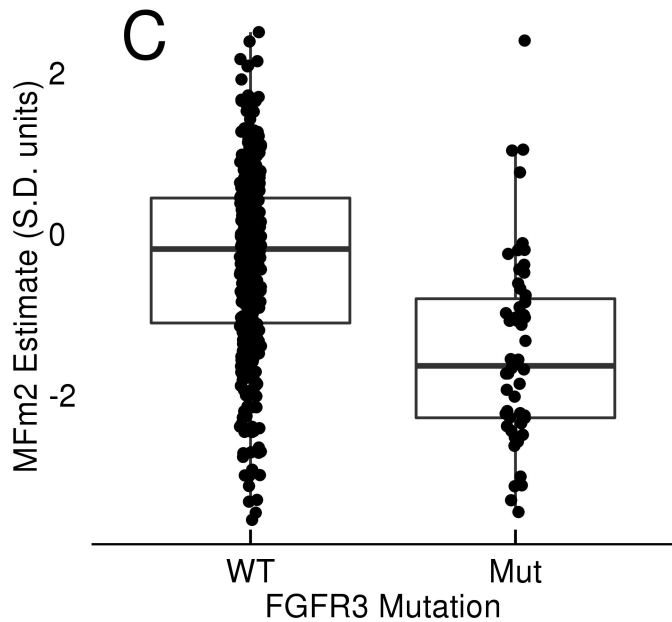 C
MFm2 Estimate (S.D. units)
2
0
-2
WT Mut
FGFR3 Mutation